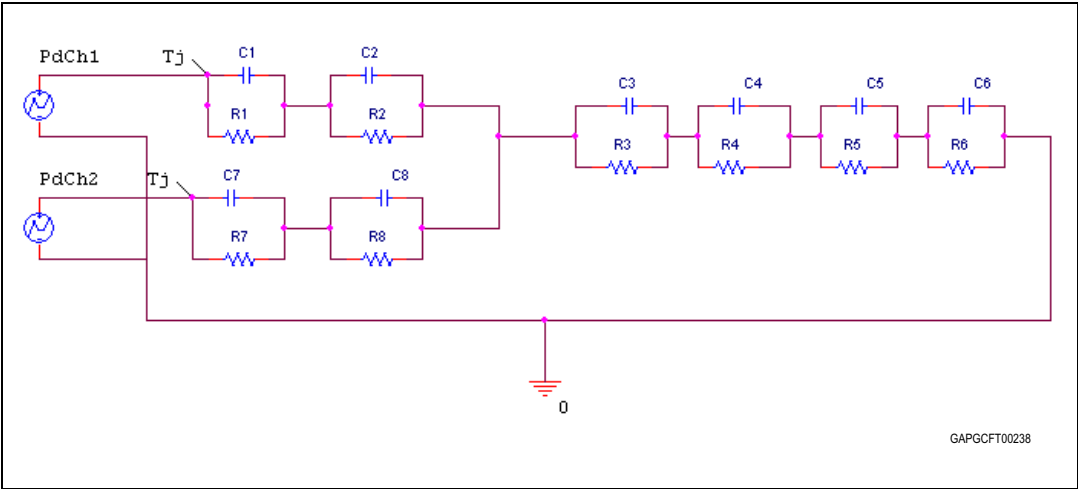 PdCh1
Tj
C1
C2
R1
R2
C3
C4
C5
C6
R3
R4
R5
R6
PdCh2
Tj
C7
C8
R7
R8
0
GAPGCFT00238